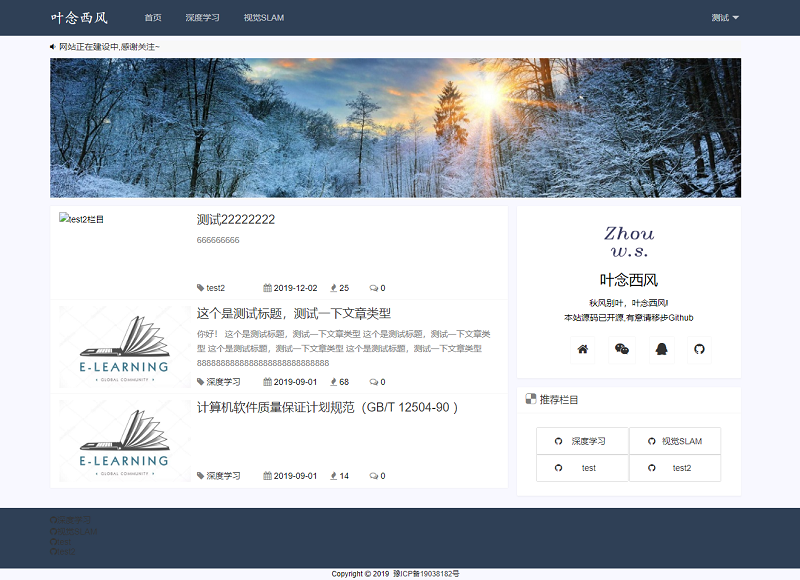 叶念西风 首页 深度学习 视觉SLAM 测试
网站正在建设中,感谢关注~
test2栏目
测试22222222
666666666
test2 2019-12-02 25 0
E-LEARNING
GLOBAL COMMUNITY
这个是测试标题，测试一下文章类型
你好！ 这个是测试标题，测试一下文章类型 这个是测试标题，测试一下文章类
型 这个是测试标题，测试一下文章类型 这个是测试标题，测试一下文章类型
深度学习 2019-09-01 68 0
E-LEARNING
GLOBAL COMMUNITY
计算机软件质量保证计划规范（GB/T 12504-90 ）
深度学习 2019-09-01 14 0
Zhou
w.s.
叶念西风
秋风别叶，叶念西风!
本站源码已开源,有意请移步Github
推荐栏目
深度学习 视觉SLAM
test test2
深度学习
视觉SLAM
test
test2
Copyright © 2019 豫ICP备19038182号